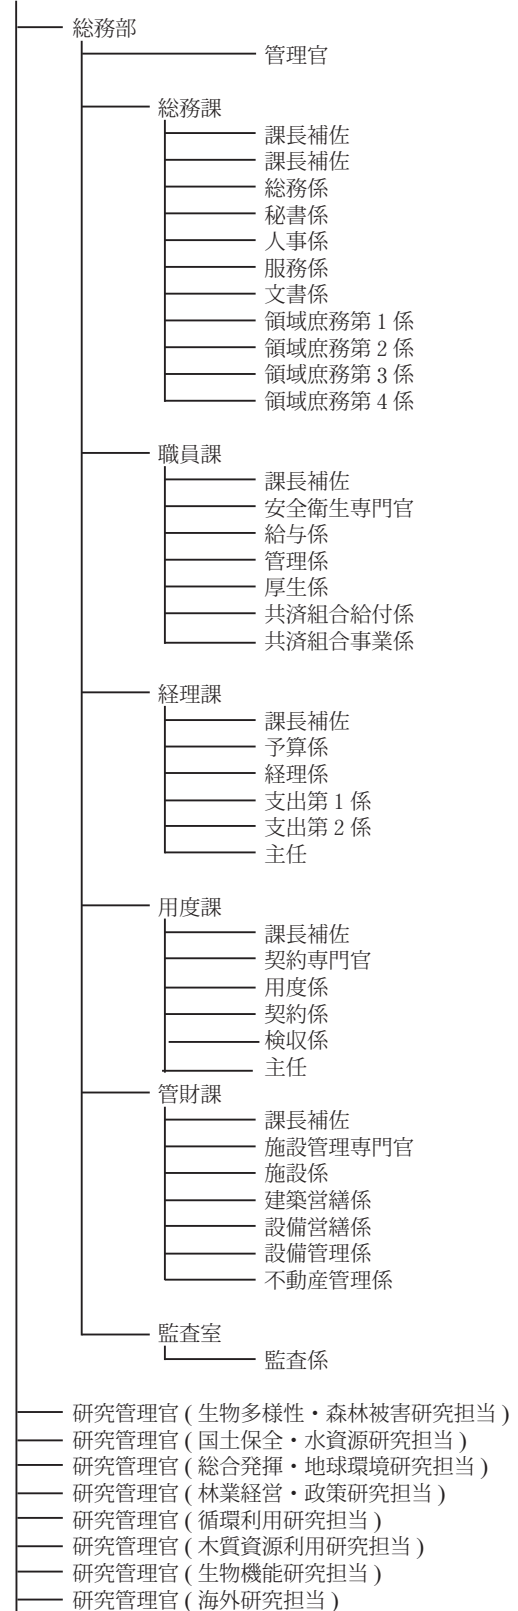 総務部
管理官
総務課
課長補佐
課長補佐
総務係
秘書係
人事係
服務係
文書係
領域庶務第 1 係
領域庶務第 2 係
領域庶務第 3 係
領域庶務第 4 係
職員課
課長補佐
安全衛生専門官
給与係
管理係
厚生係
共済組合給付係
共済組合事業係
経理課
課長補佐
予算係
経理係
支出第 1 係
支出第 2 係
主任
用度課
課長補佐
契約専門官
用度係
契約係
検収係
主任
管財課
課長補佐
施設管理専門官
施設係
建築営繕係
設備営繕係
設備管理係
不動産管理係
監査室
監査係
研究管理官 ( 生物多様性・森林被害研究担当 )
研究管理官 ( 国土保全・水資源研究担当 )
研究管理官 ( 総合発揮・地球環境研究担当 )
研究管理官 ( 林業経営・政策研究担当 )
研究管理官 ( 循環利用研究担当 )
研究管理官 ( 木質資源利用研究担当 )
研究管理官 ( 生物機能研究担当 )
研究管理官 ( 海外研究担当 )